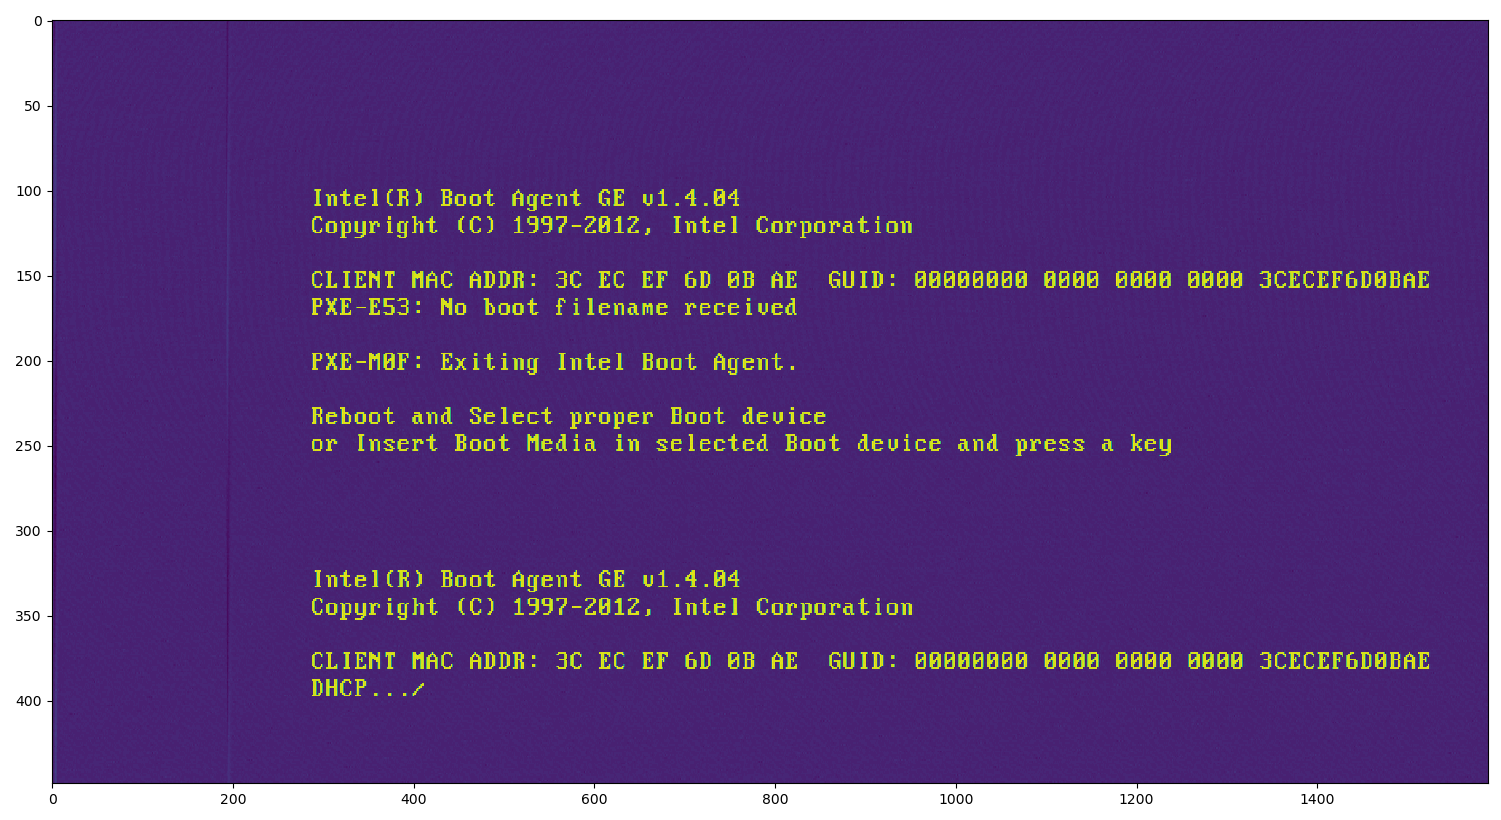 Intel(R) Boot Agent GE v1.4.04
Copyright (C) 1997-2012, Intel Corporation
CLIENT MAC ADDR: 3C EC EF 6D 0B AE  GUID: 00000000 0000 0000 0000 3CECEF6D0BAE
PXE-E53: No boot filename received
PXE-M0F: Exiting Intel Boot Agent.
Reboot and Select proper Boot device
or Insert Boot Media in selected Boot device and press a key
Intel(R) Boot Agent GE v1.4.04
Copyright (C) 1997-2012, Intel Corporation
CLIENT MAC ADDR: 3C EC EF 6D 0B AE  GUID: 00000000 0000 0000 0000 3CECEF6D0BAE
DHCP.../
0
50
100
150
200
250
300
350
400
0 200 400 600 800 1000 1200 1400